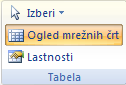 Izberi
Ogled mrežnih črt
Lastnosti
Tabela